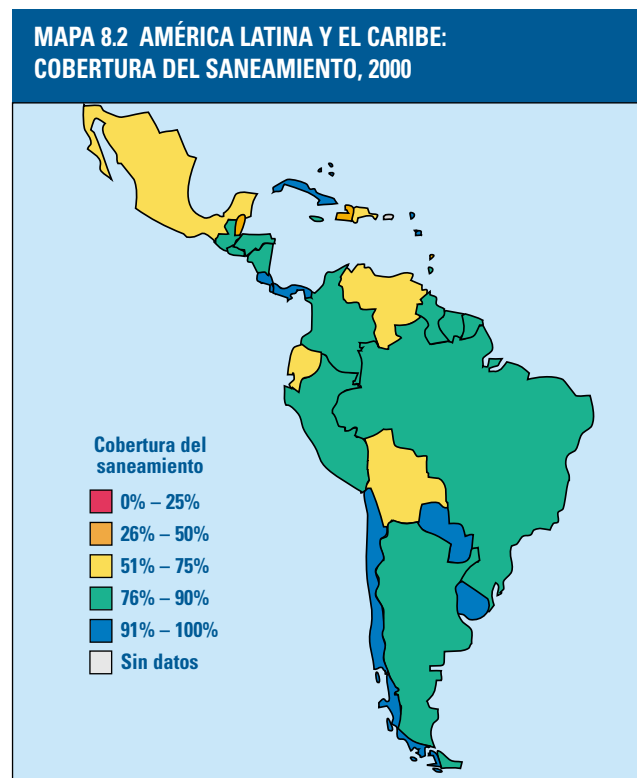 MAPA 8.2 AMÉRICA LATINA Y EL CARIBE:
COBERTURA DEL SANEAMIENTO, 2000
Cobertura del
saneamiento
0% – 25%
26% – 50%
51% – 75%
76% – 90%
91% – 100%
Sin datos